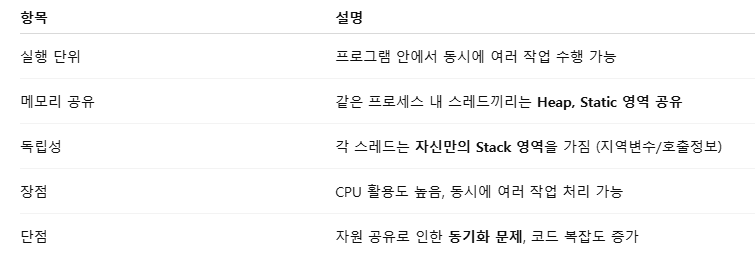 항목 설명
실행 단위 프로그램 안에서 동시에 여러 작업 수행 가능
메모리 공유 같은 프로세스 내 스레드끼리는 Heap, Static 영역 공유
독립성 각 스레드는 자신만의 Stack 영역을 가짐 (지역변수/호출정보)
장점 CPU 활용도 높음, 동시에 여러 작업 처리 가능
단점 자원 공유로 인한 동기화 문제, 코드 복잡도 증가